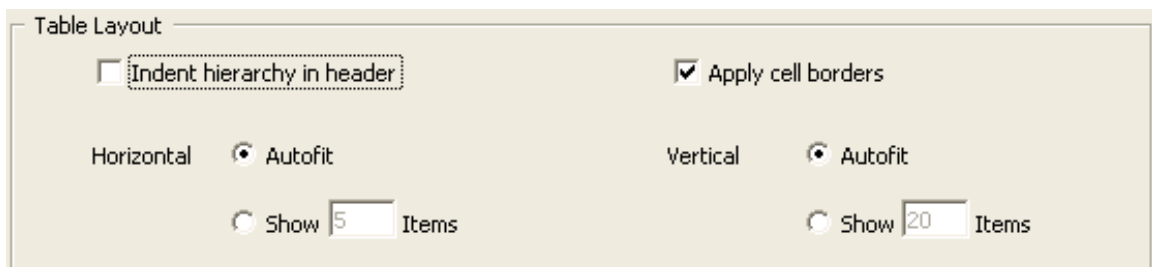 Table Layout
Indent hierarchy in header Apply cell borders
Horizontal Autofit Vertical Autofit
Show 5 Items Show 20 Items